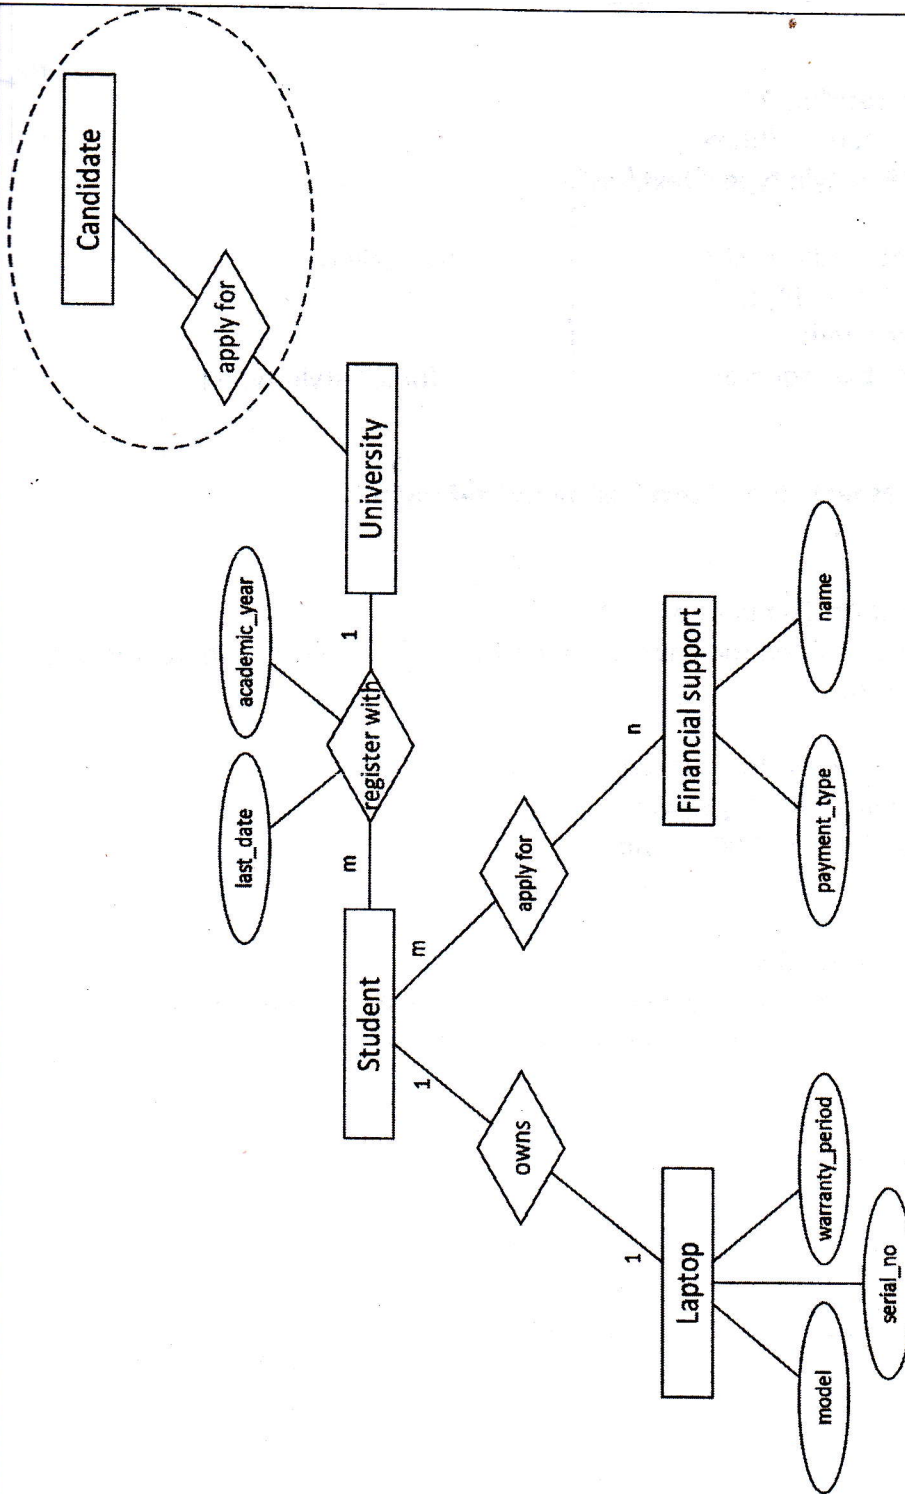 Candidate
apply for
University
academic_year
last_date
1
register with
m
Student
m
apply for
n
Financial support
name
payment_type
1
owns
1
Laptop
warranty_period
serial_no
model